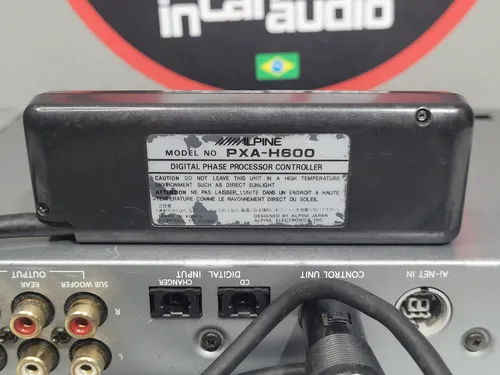 in car
audio
ALPINE
MODEL NO PXA-H600
DIGITAL PHASE PROCESSOR CONTROLLER
CAUTION DO NOT LEAVE THIS UNIT IN A HIGH TEMPERATURE
ENVIRONMENT SUCH AS DIRECT SUNLIGHT.
ATTENTION NE PAS LAISSER L'UNITE DANS UN ENDROIT A HAUTE
TEMPERATURE COMME LE RAYONNEMENT DIRECT DU SOLEIL.
DESIGNED BY ALPINE JAPAN
ALPINE ELECTRONICS INC.
OUTPUT
REAR
SUB WOOFER
R
L
DIGITAL INPUT
CHANGER
CD
CONTROL UNIT
Ai-NET IN